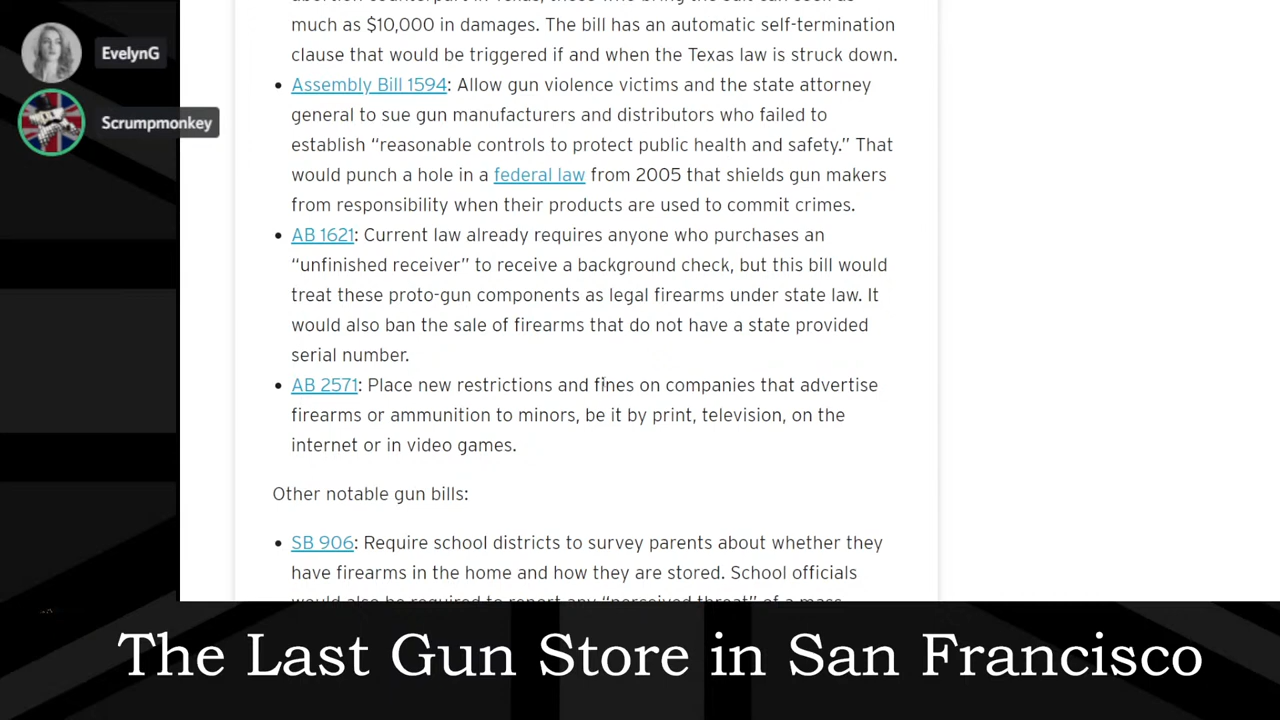 EvelynG
Scrumpmonkey
much as $10,000 in damages. The bill has an automatic self-termination
clause that would be triggered if and when the Texas law is struck down.
Assembly Bill 1594: Allow gun violence victims and the state attorney
general to sue gun manufacturers and distributors who failed to
establish “reasonable controls to protect public health and safety.” That
would punch a hole in a federal law from 2005 that shields gun makers
from responsibility when their products are used to commit crimes.
AB 1621: Current law already requires anyone who purchases an
“unfinished receiver” to receive a background check, but this bill would
treat these proto-gun components as legal firearms under state law. It
would also ban the sale of firearms that do not have a state provided
serial number.
AB 2571: Place new restrictions and fines on companies that advertise
firearms or ammunition to minors, be it by print, television, on the
internet or in video games.
Other notable gun bills:
SB 906: Require school districts to survey parents about whether they
have firearms in the home and how they are stored. School officials
The Last Gun Store in San Francisco